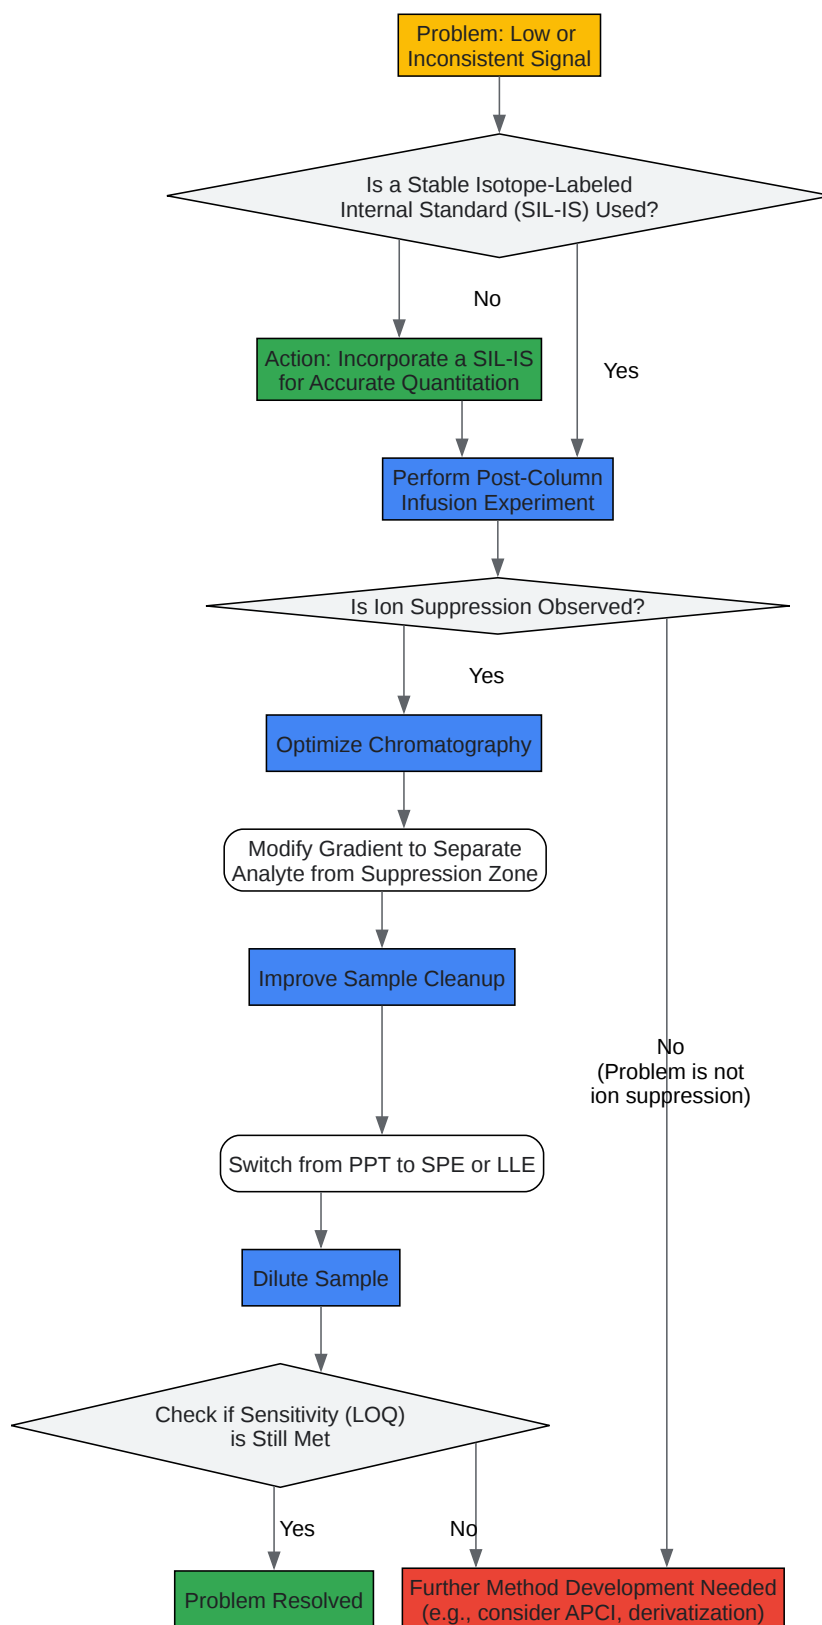 Problem: Low or
Inconsistent Signal
Is a Stable Isotope-Labeled
Internal Standard (SIL-IS) Used?
No
Action: Incorporate a SIL-IS
for Accurate Quantitation
Yes
Perform Post-Column
Infusion Experiment
Is Ion Suppression Observed?
Yes
Optimize Chromatography
Modify Gradient to Separate
Analyte from Suppression Zone
Improve Sample Cleanup
No
(Problem is not
ion suppression)
Switch from PPT to SPE or LLE
Dilute Sample
Check if Sensitivity (LOQ)
is Still Met
Yes
No
Problem Resolved
Further Method Development Needed
(e.g., consider APCI, derivatization)